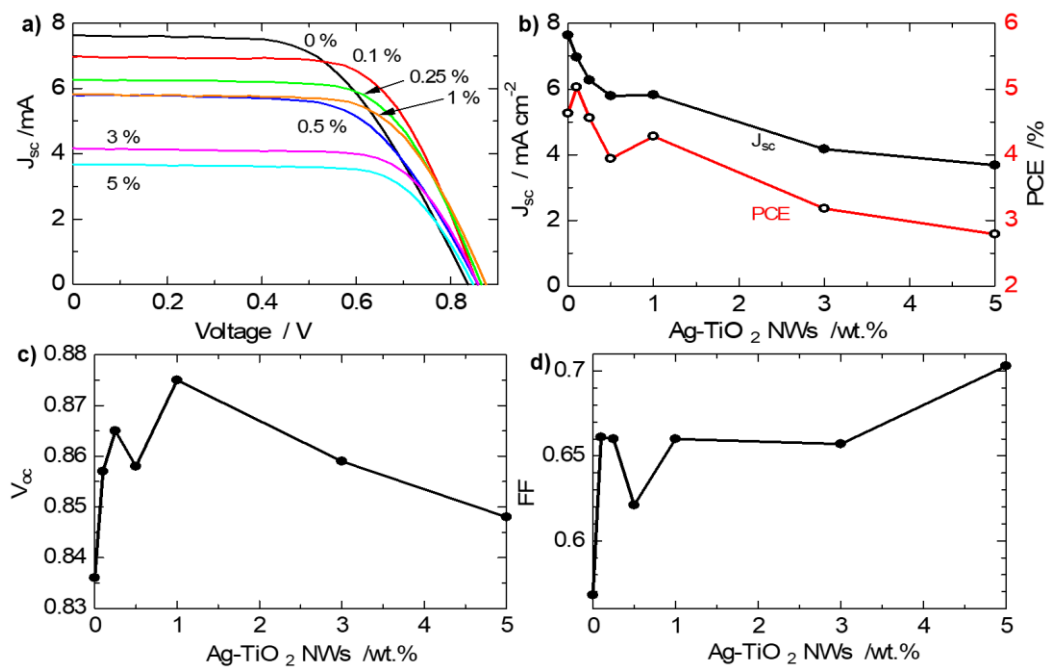 a)
8
6
4
2
0
J_sc /mA
0 %
0.1 %
0.25 %
1 %
0.5 %
3 %
5 %
0 0.2 0.4 0.6 0.8
Voltage / V
b)
8
6
4
2
0
J_sc / mA cm⁻²
J_sc
PCE
6
5
4
3
2
PCE /%
0 1 2 3 4 5
Ag-TiO 2 NWs /wt.%
c)
0.88
0.87
0.86
0.85
0.84
0.83
V_oc
0 1 2 3 4 5
Ag-TiO 2 NWs /wt.%
d)
0.7
0.65
0.6
FF
0 1 2 3 4 5
Ag-TiO 2 NWs /wt.%